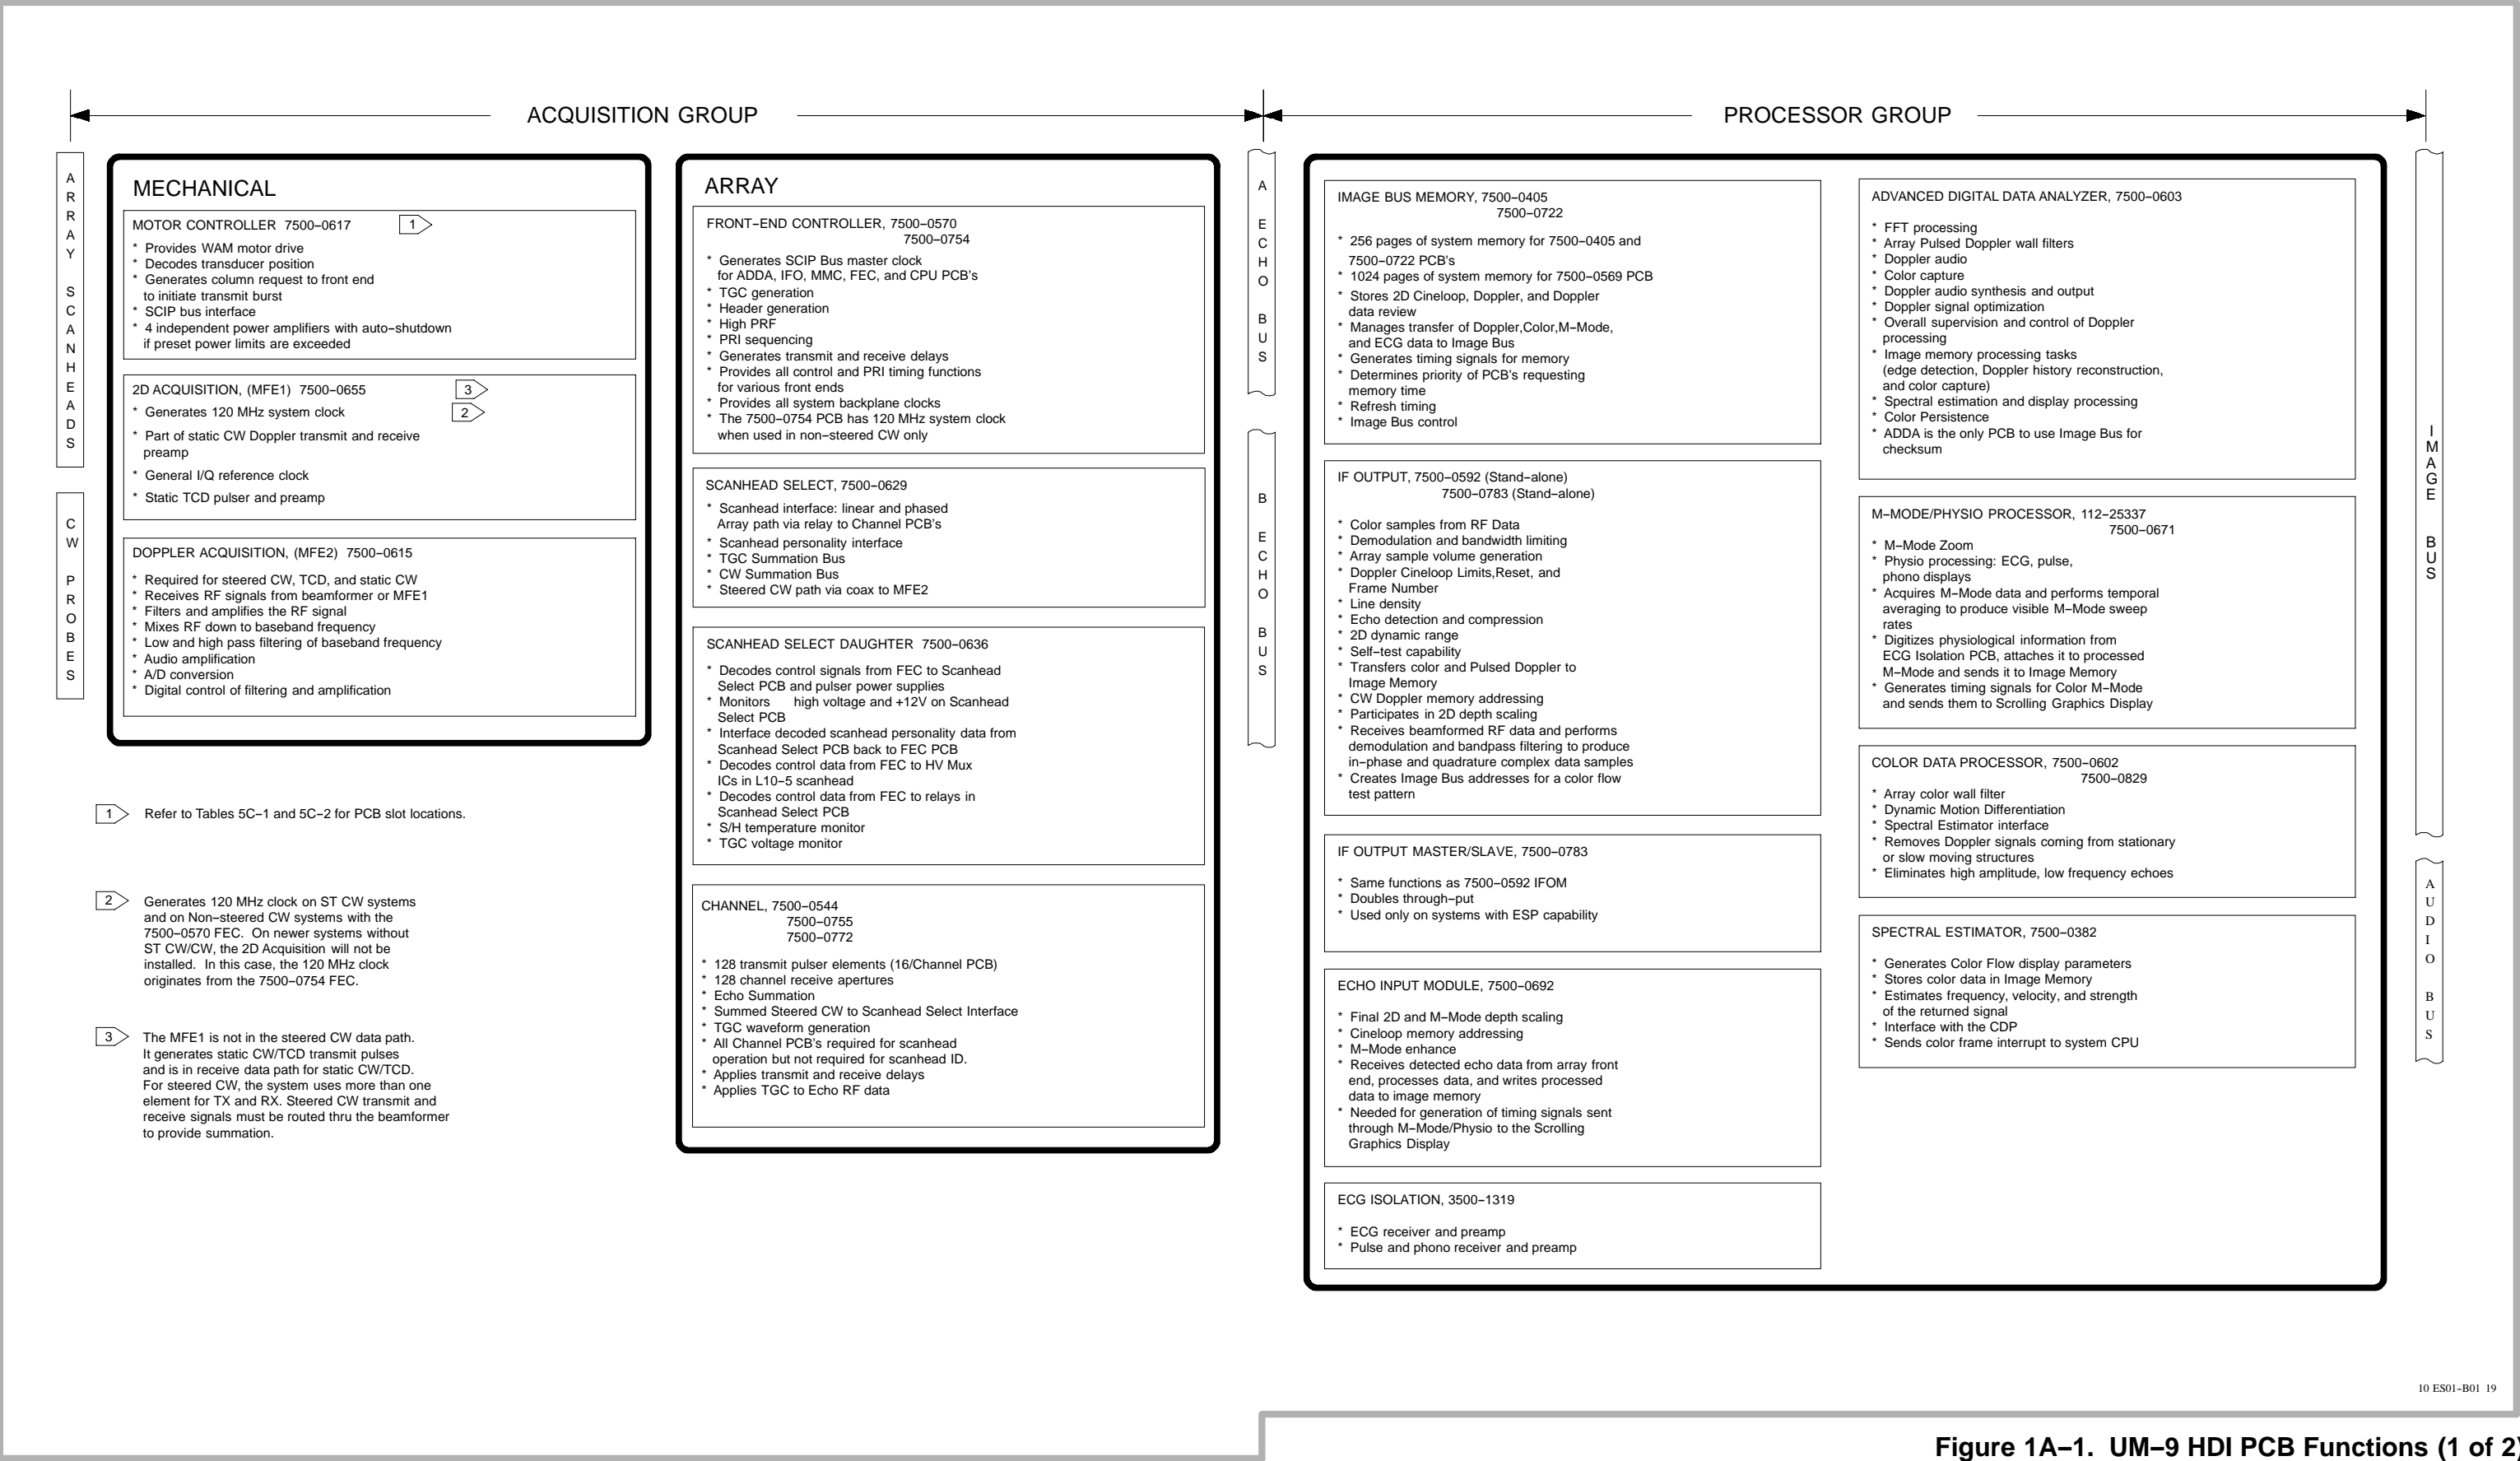 ACQUISITION GROUP
PROCESSOR GROUP
ARRAY SCANHEADS
CW PROBES
MECHANICAL
MOTOR CONTROLLER 7500-0617
1
* Provides WAM motor drive
* Decodes transducer position
* Generates column request to front end
to initiate transmit burst
* SCIP bus interface
* 4 independent power amplifiers with auto-shutdown
if preset power limits are exceeded
2D ACQUISITION, (MFE1) 7500-0655
3
* Generates 120 MHz system clock
2
* Part of static CW Doppler transmit and receive
preamp
* General I/Q reference clock
* Static TCD pulser and preamp
DOPPLER ACQUISITION, (MFE2) 7500-0615
* Required for steered CW, TCD, and static CW
* Receives RF signals from beamformer or MFE1
* Filters and amplifies the RF signal
* Mixes RF down to baseband frequency
* Low and high pass filtering of baseband frequency
* Audio amplification
* A/D conversion
* Digital control of filtering and amplification
1 Refer to Tables 5C-1 and 5C-2 for PCB slot locations.
2 Generates 120 MHz clock on ST CW systems
and on Non-steered CW systems with the
7500-0570 FEC. On newer systems without
ST CW/CW, the 2D Acquisition will not be
installed. In this case, the 120 MHz clock
originates from the 7500-0754 FEC.
3 The MFE1 is not in the steered CW data path.
It generates static CW/TCD transmit pulses
and is in receive data path for static CW/TCD.
For steered CW, the system uses more than one
element for TX and RX. Steered CW transmit and
receive signals must be routed thru the beamformer
to provide summation.
ARRAY
FRONT-END CONTROLLER, 7500-0570
7500-0754
* Generates SCIP Bus master clock
for ADDA, IFO, MMC, FEC, and CPU PCB's
* TGC generation
* Header generation
* High PRF
* PRI sequencing
* Generates transmit and receive delays
* Provides all control and PRI timing functions
for various front ends
* Provides all system backplane clocks
* The 7500-0754 PCB has 120 MHz system clock
when used in non-steered CW only
SCANHEAD SELECT, 7500-0629
* Scanhead interface: linear and phased
Array path via relay to Channel PCB's
* Scanhead personality interface
* TGC Summation Bus
* CW Summation Bus
* Steered CW path via coax to MFE2
SCANHEAD SELECT DAUGHTER 7500-0636
* Decodes control signals from FEC to Scanhead
Select PCB and pulser power supplies
* Monitors high voltage and +12V on Scanhead
Select PCB
* Interface decoded scanhead personality data from
Scanhead Select PCB back to FEC PCB
* Decodes control data from FEC to HV Mux
ICs in L10-5 scanhead
* Decodes control data from FEC to relays in
Scanhead Select PCB
* S/H temperature monitor
* TGC voltage monitor
CHANNEL, 7500-0544
7500-0755
7500-0772
* 128 transmit pulser elements (16/Channel PCB)
* 128 channel receive apertures
* Echo Summation
* Summed Steered CW to Scanhead Select Interface
* TGC waveform generation
* All Channel PCB's required for scanhead
operation but not required for scanhead ID.
* Applies transmit and receive delays
* Applies TGC to Echo RF data
A ECHO BUS
B ECHO BUS
IMAGE BUS MEMORY, 7500-0405
7500-0722
* 256 pages of system memory for 7500-0405 and
7500-0722 PCB's
* 1024 pages of system memory for 7500-0569 PCB
* Stores 2D Cineloop, Doppler, and Doppler
data review
* Manages transfer of Doppler,Color,M-Mode,
and ECG data to Image Bus
* Generates timing signals for memory
* Determines priority of PCB's requesting
memory time
* Refresh timing
* Image Bus control
IF OUTPUT, 7500-0592 (Stand-alone)
7500-0783 (Stand-alone)
* Color samples from RF Data
* Demodulation and bandwidth limiting
* Array sample volume generation
* Doppler Cineloop Limits,Reset, and
Frame Number
* Line density
* Echo detection and compression
* 2D dynamic range
* Self-test capability
* Transfers color and Pulsed Doppler to
Image Memory
* CW Doppler memory addressing
* Participates in 2D depth scaling
* Receives beamformed RF data and performs
demodulation and bandpass filtering to produce
in-phase and quadrature complex data samples
* Creates Image Bus addresses for a color flow
test pattern
IF OUTPUT MASTER/SLAVE, 7500-0783
* Same functions as 7500-0592 IFOM
* Doubles through-put
* Used only on systems with ESP capability
ECHO INPUT MODULE, 7500-0692
* Final 2D and M-Mode depth scaling
* Cineloop memory addressing
* M-Mode enhance
* Receives detected echo data from array front
end, processes data, and writes processed
data to image memory
* Needed for generation of timing signals sent
through M-Mode/Physio to the Scrolling
Graphics Display
ECG ISOLATION, 3500-1319
* ECG receiver and preamp
* Pulse and phono receiver and preamp
ADVANCED DIGITAL DATA ANALYZER, 7500-0603
* FFT processing
* Array Pulsed Doppler wall filters
* Doppler audio
* Color capture
* Doppler audio synthesis and output
* Doppler signal optimization
* Overall supervision and control of Doppler
processing
* Image memory processing tasks
(edge detection, Doppler history reconstruction,
and color capture)
* Spectral estimation and display processing
* Color Persistence
* ADDA is the only PCB to use Image Bus for
checksum
M-MODE/PHYSIO PROCESSOR, 112-25337
7500-0671
* M-Mode Zoom
* Physio processing: ECG, pulse,
phono displays
* Acquires M-Mode data and performs temporal
averaging to produce visible M-Mode sweep
rates
* Digitizes physiological information from
ECG Isolation PCB, attaches it to processed
M-Mode and sends it to Image Memory
* Generates timing signals for Color M-Mode
and sends them to Scrolling Graphics Display
COLOR DATA PROCESSOR, 7500-0602
7500-0829
* Array color wall filter
* Dynamic Motion Differentiation
* Spectral Estimator interface
* Removes Doppler signals coming from stationary
or slow moving structures
* Eliminates high amplitude, low frequency echoes
SPECTRAL ESTIMATOR, 7500-0382
* Generates Color Flow display parameters
* Stores color data in Image Memory
* Estimates frequency, velocity, and strength
of the returned signal
* Interface with the CDP
* Sends color frame interrupt to system CPU
IMAGE BUS
AUDIO BUS
10 ES01-B01 19
Figure 1A-1. UM-9 HDI PCB Functions (1 of 2)